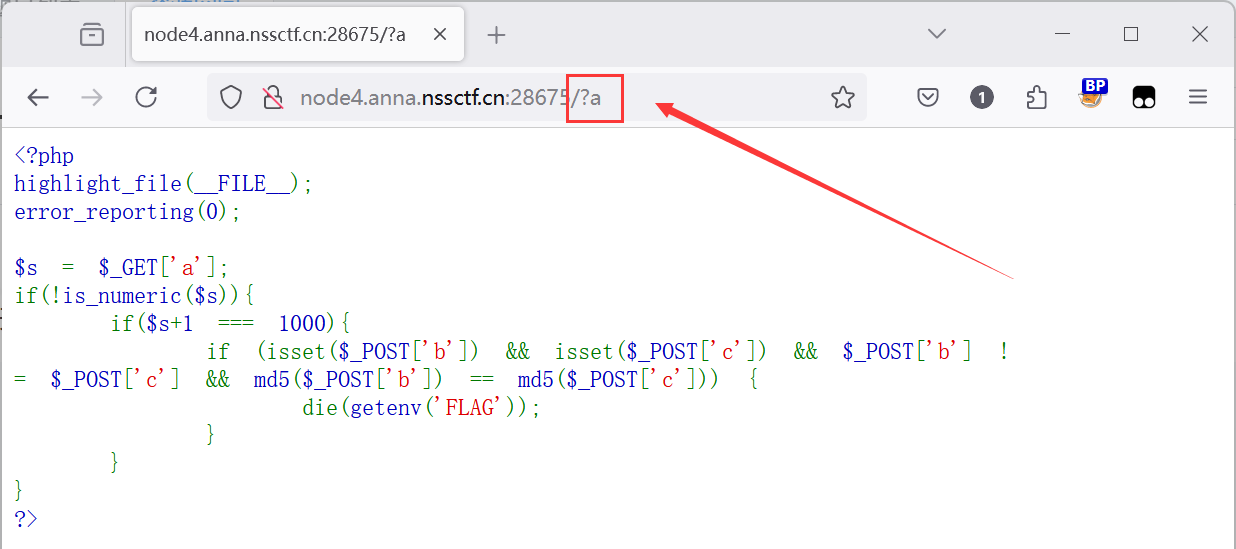 node4.anna.nssctf.cn:28675/?a
node4.anna.nssctf.cn:28675/?a
1
BP
<?php
highlight_file(__FILE__);
error_reporting(0);
$s = $_GET['a'];
if(!is_numeric($s)){
if($s+1 === 1000){
if (isset($_POST['b']) && isset($_POST['c']) && $_POST['b'] !
= $_POST['c'] && md5($_POST['b']) == md5($_POST['c'])) {
die(getenv('FLAG'));
}
}
}
?>